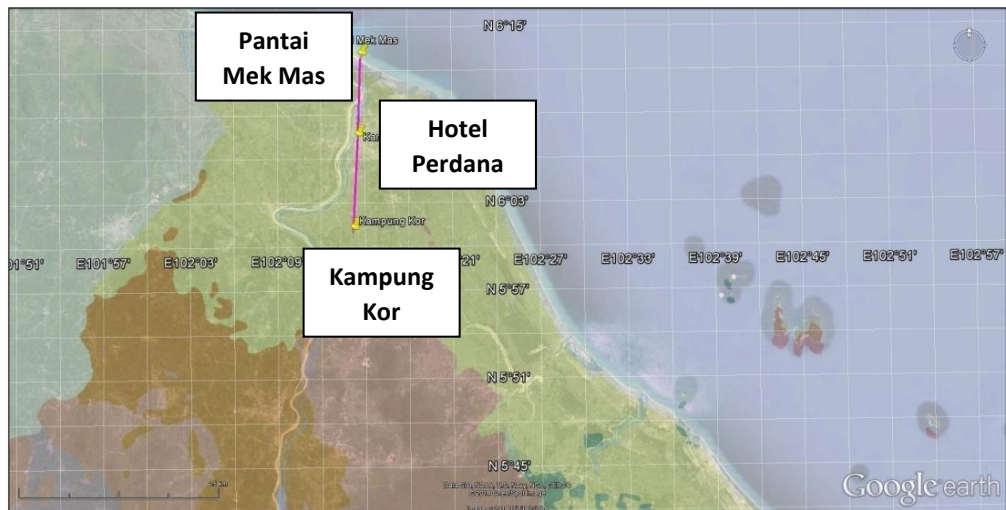 Pantai
Mek Mas
Mek Mas
N 6°15'
Hotel
Perdana
N 6°03'
Kampung Kor
E101°57' E102°03' E102°09' E102°27' E102°33' E102°39' E102°45' E102°51' E102°57'
Kampung
Kor
N 5°57'
N 5°51'
N 5°45'
25 km
Google earth